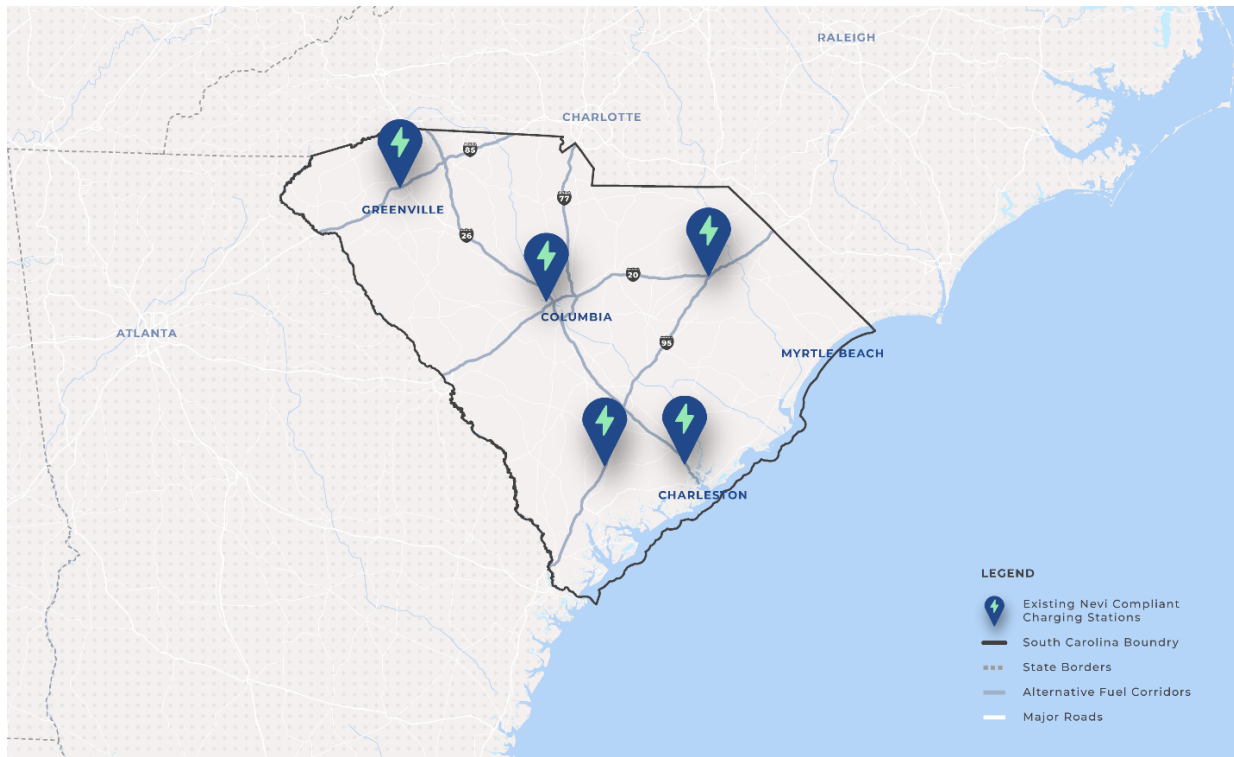 RALEIGH
CHARLOTTE
85
GREENVILLE
77
26
20
COLUMBIA
ATLANTA
95
MYRTLE BEACH
CHARLESTON
LEGEND
Existing Nevi Compliant
Charging Stations
South Carolina Boundry
State Borders
Alternative Fuel Corridors
Major Roads